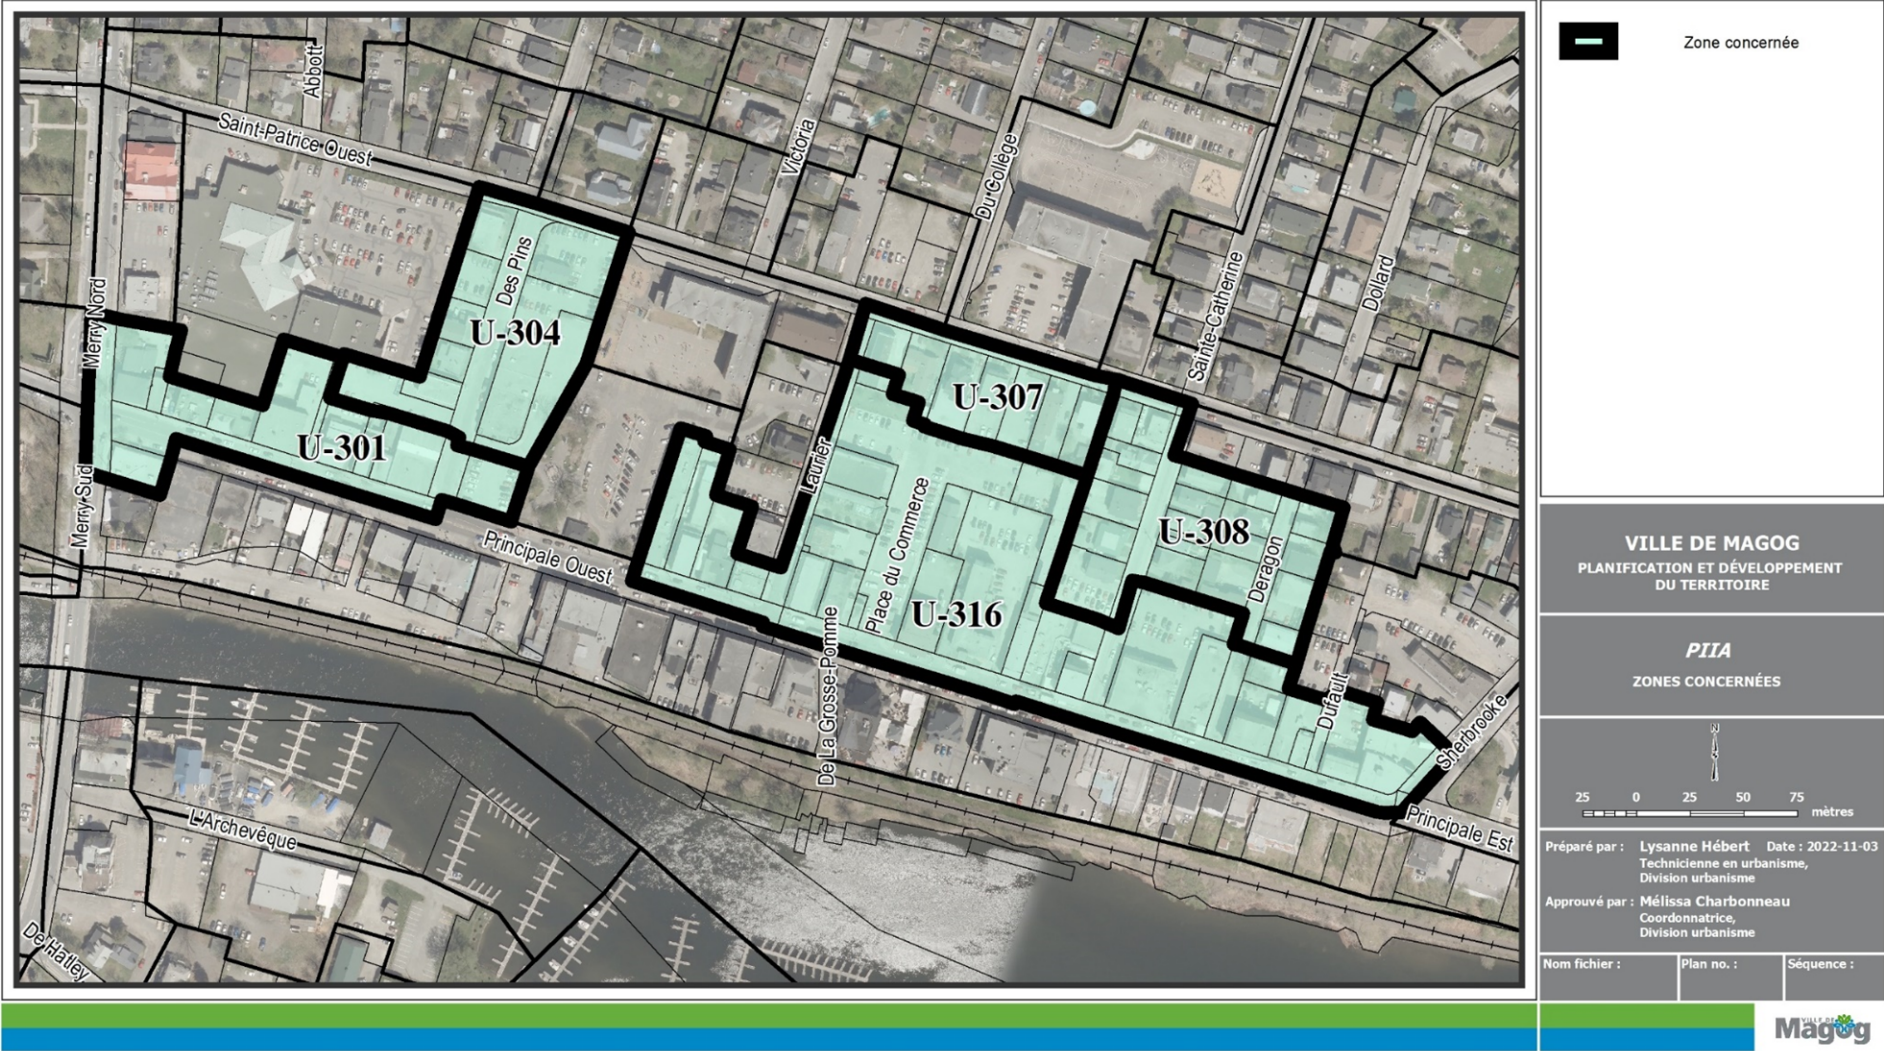 Zone concernée
Abbott
Saint-Patrice Ouest
Victoria
Du Collège
Sainte-Catherine
Dollard
Merry Nord
Des Pins
U-304
U-307
U-301
Laurier
Merry Sud
Place du Commerce
U-308
Deragon
Principale Ouest
U-316
De La Grosse-Pomme
Dufault
Sherbrooke
Principale Est
L'Archevêque
De Hatley
VILLE DE MAGOG
PLANIFICATION ET DÉVELOPPEMENT
DU TERRITOIRE
PIIA
ZONES CONCERNÉES
N
25 0 25 50 75
mètres
Préparé par : Lysanne Hébert Date : 2022-11-03
Technicienne en urbanisme,
Division urbanisme
Approuvé par : Mélissa Charbonneau
Coordonnatrice,
Division urbanisme
Nom fichier : Plan no. : Séquence :
VILLE DE
Magog